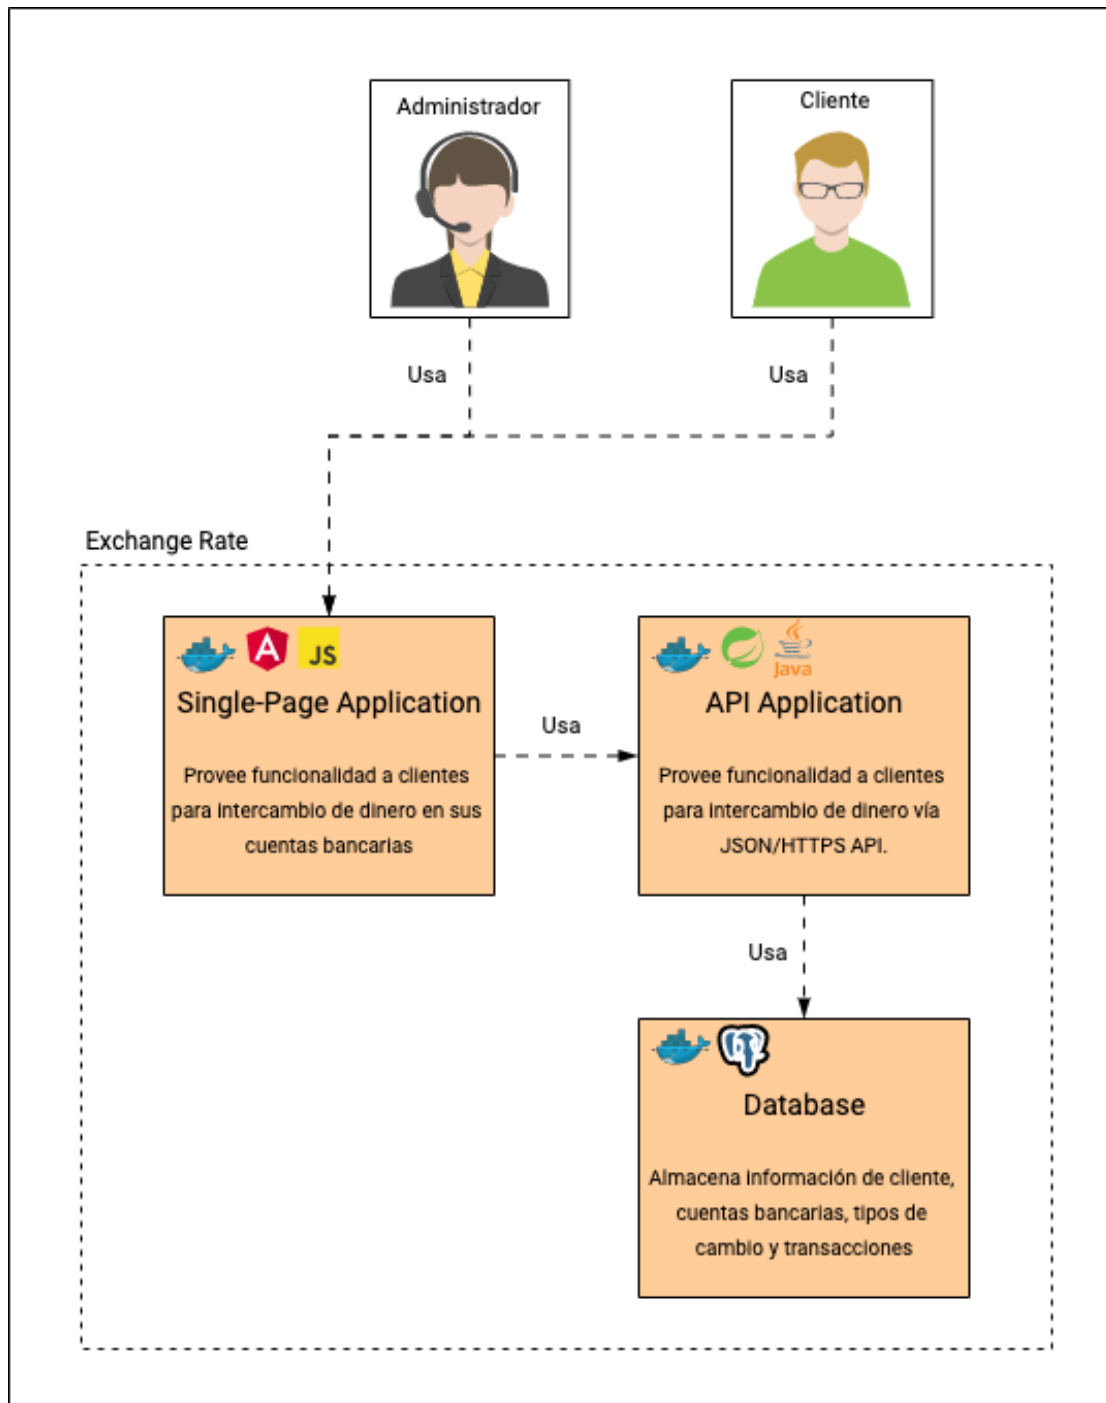 Administrador
Cliente
Usa
Usa
Exchange Rate
JS
Single-Page Application
Provee funcionalidad a clientes
para intercambio de dinero en sus
cuentas bancarias
Usa
Java
API Application
Provee funcionalidad a clientes
para intercambio de dinero vía
JSON/HTTPS API.
Usa
Database
Almacena información de cliente,
cuentas bancarias, tipos de
cambio y transacciones